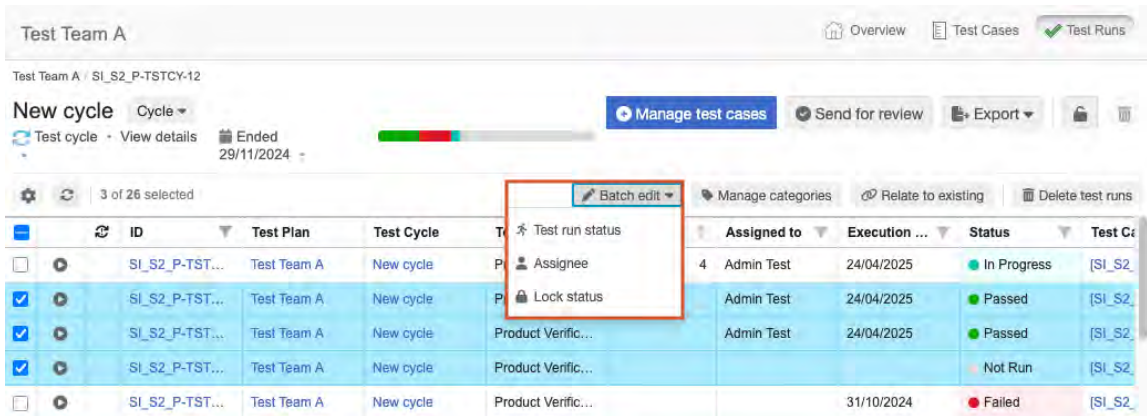 Test Team A
Overview
Test Cases
Test Runs
Test Team A / SI_S2_P-TSTCY-12
New cycle
Cycle
Manage test cases
Send for review
Export
Test cycle · View details
Ended
29/11/2024
3 of 26 selected
Batch edit
Manage categories
Relate to existing
Delete test runs
Test run status
Assignee
Lock status
ID Test Plan Test Cycle Assigned to Execution ... Status Test Ca
SI_S2_P-TST... Test Team A New cycle 4 Admin Test 24/04/2025 In Progress [SI_S2_
SI_S2_P-TST... Test Team A New cycle Admin Test 24/04/2025 Passed [SI_S2_
SI_S2_P-TST... Test Team A New cycle Product Verific... Admin Test 24/04/2025 Passed [SI_S2_
SI_S2_P-TST... Test Team A New cycle Product Verific... Not Run [SI_S2_
SI_S2_P-TST... Test Team A New cycle Product Verific... 31/10/2024 Failed [SI_S2_